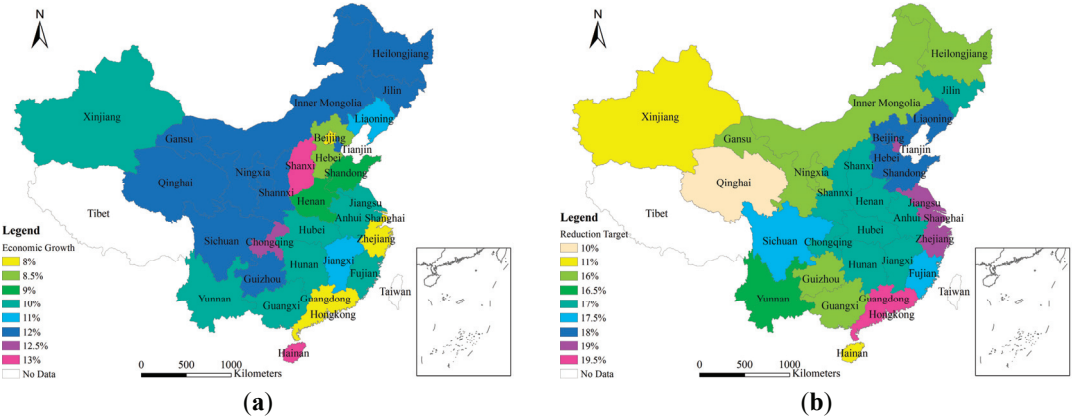 N
Heilongjiang
Jilin
Inner Mongolia
Liaoning
Xinjiang
Gansu
Beijing
Tianjin
Hebei
Shanxi
Ningxia
Shandong
Qinghai
Shannxi
Henan
Jiangsu
Tibet
Anhui
Shanghai
Hubei
Sichuan
Chongqing
Zhejiang
Hunan
Jiangxi
Guizhou
Fujian
Yunnan
Guangxi
Guangdong
Taiwan
Hongkong
Hainan
Legend
Economic Growth
8%
8.5%
9%
10%
11%
12%
12.5%
13%
No Data
0 500 1000
Kilometers
(a)
N
Heilongjiang
Jilin
Inner Mongolia
Liaoning
Xinjiang
Gansu
Beijing
Tianjin
Hebei
Shanxi
Ningxia
Shandong
Qinghai
Shannxi
Henan
Jiangsu
Tibet
Anhui
Shanghai
Hubei
Sichuan
Chongqing
Zhejiang
Hunan
Jiangxi
Guizhou
Fujian
Yunnan
Guangxi
Guangdong
Taiwan
Hongkong
Hainan
Legend
Reduction Target
10%
11%
16%
16.5%
17%
17.5%
18%
19%
19.5%
No Data
0 500 1000
Kilometers
(b)